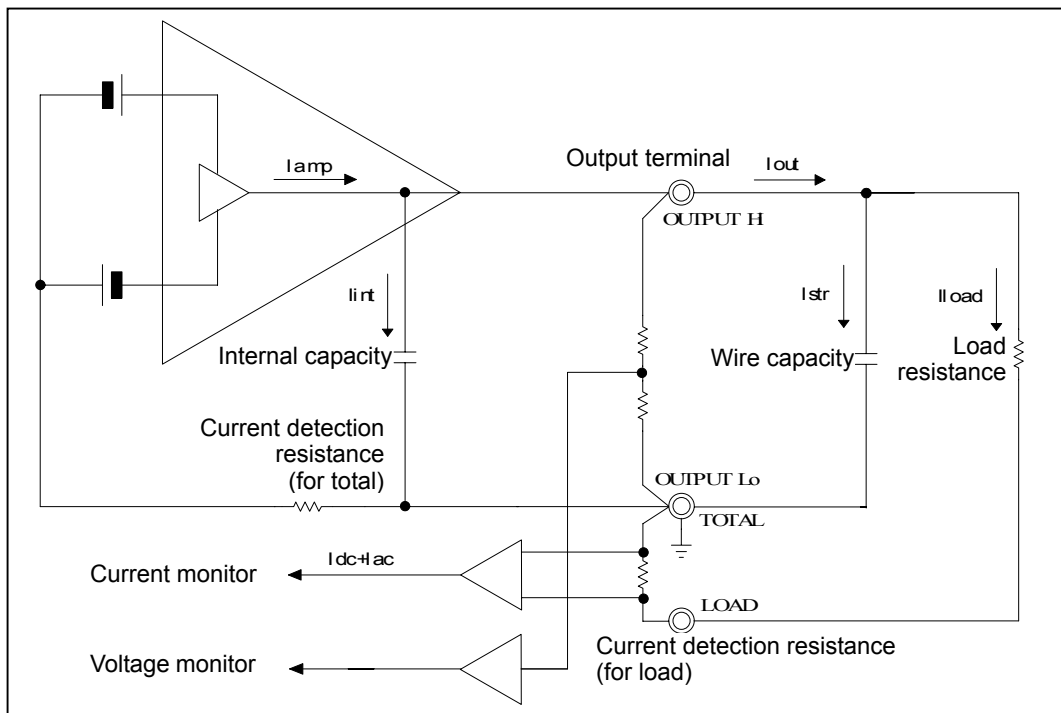 Iamp
Output terminal
Iout
OUTPUT H
Iint
Istr
Iload
Internal capacity
Wire capacity
Load
resistance
Current detection
resistance
(for total)
OUTPUT Lo
TOTAL
Idc+Iac
Current monitor
LOAD
Current detection resistance
(for load)
Voltage monitor